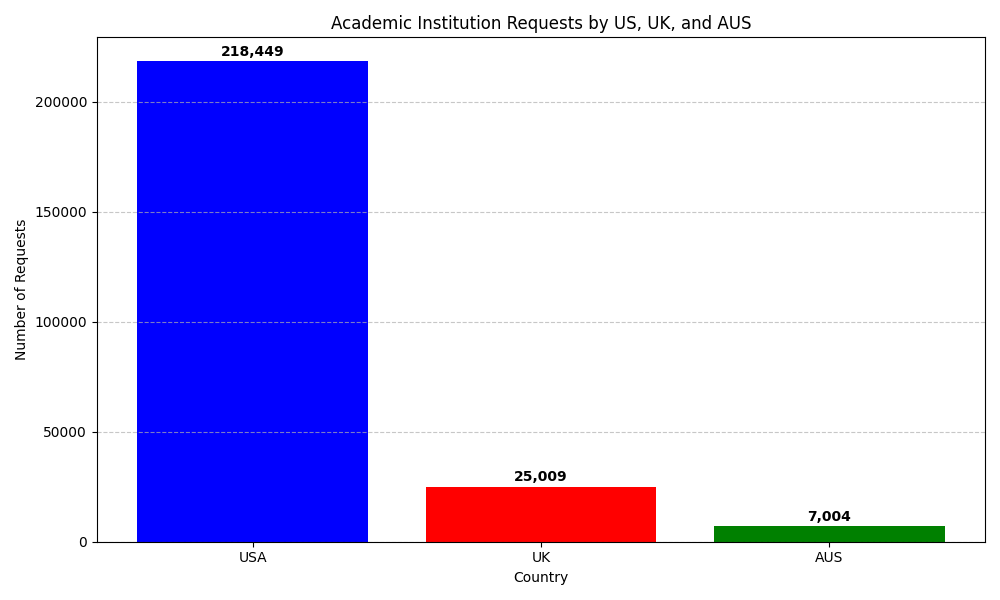 Academic Institution Requests by US, UK, and AUS
218,449
200000
150000
100000
50000
0
25,009
7,004
Number of Requests
USA
UK
AUS
Country